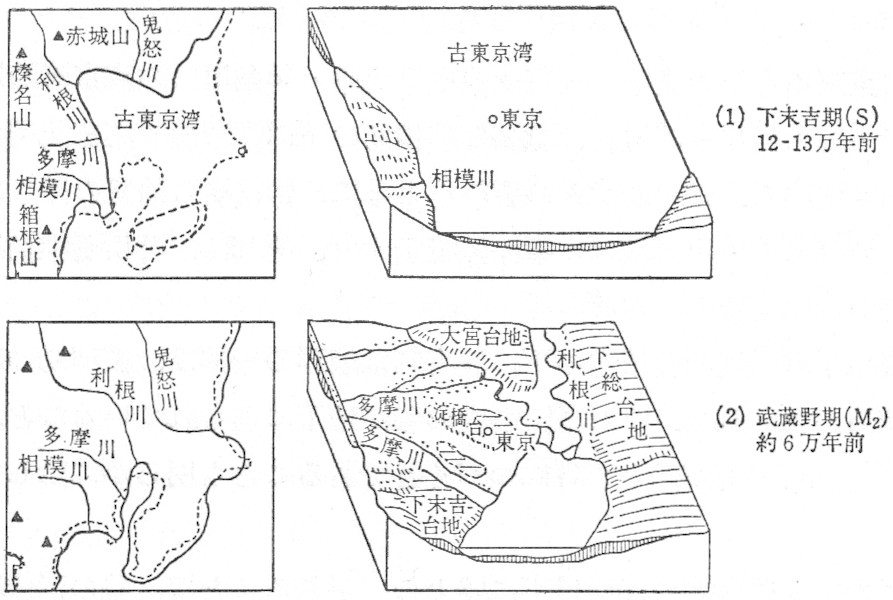 赤城山
鬼怒川
榛名山
利根川
古東京湾
多摩川
相模川
箱根山
古東京湾
東京
相模川
(1) 下末吉期(S)
12-13万年前
鬼怒川
利根川
多摩川
相模川
大宮台地
利根川
下総台地
多摩川
淀橋台
東京
多摩川
下末吉
台地
(2) 武蔵野期(M₂)
約6万年前